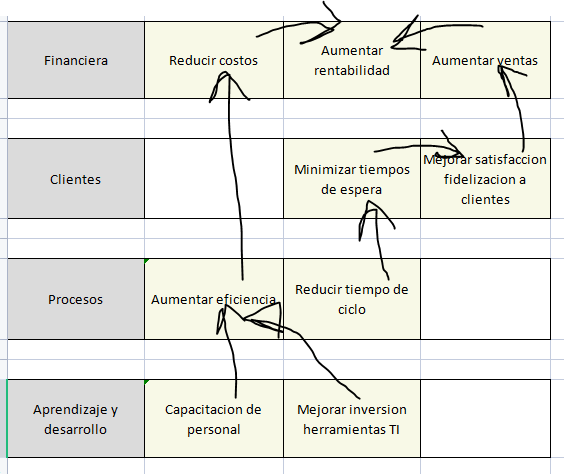 Financiera
Reducir costos
Aumentar
rentabilidad
Aumentar ventas
Clientes
Minimizar tiempos
de espera
Mejorar satisfaccion
fidelizacion a
clientes
Procesos
Aumentar eficiencia
Reducir tiempo de
ciclo
Aprendizaje y
desarrollo
Capacitacion de
personal
Mejorar inversion
herramientas TI